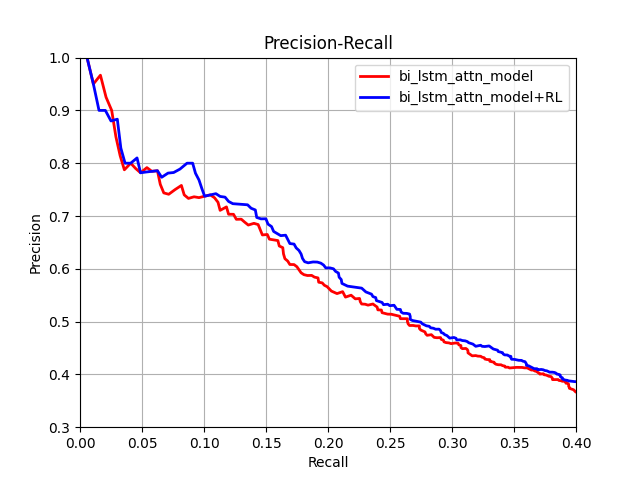 Precision-Recall
bi_lstm_attn_model
bi_lstm_attn_model+RL
1.0
0.9
0.8
0.7
0.6
0.5
0.4
0.3
Precision
0.00 0.05 0.10 0.15 0.20 0.25 0.30 0.35 0.40
Recall